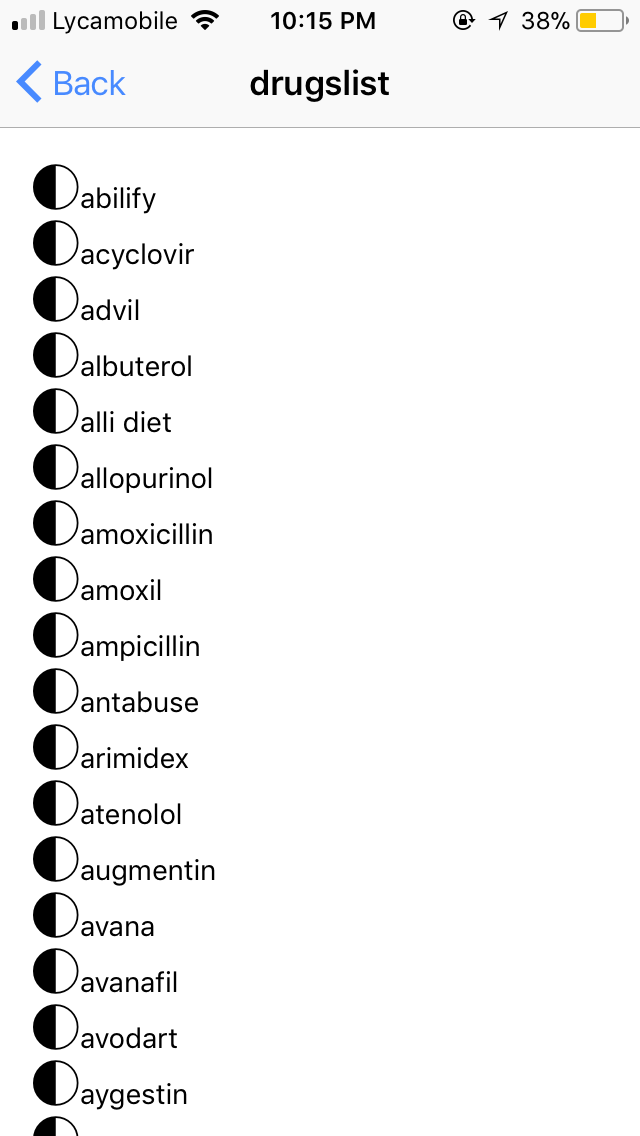 Lycamobile 10:15 PM 38%
Back drugslist
abilify
acyclovir
advil
albuterol
alli diet
allopurinol
amoxicillin
amoxil
ampicillin
antabuse
arimidex
atenolol
augmentin
avana
avanafil
avodart
aygestin